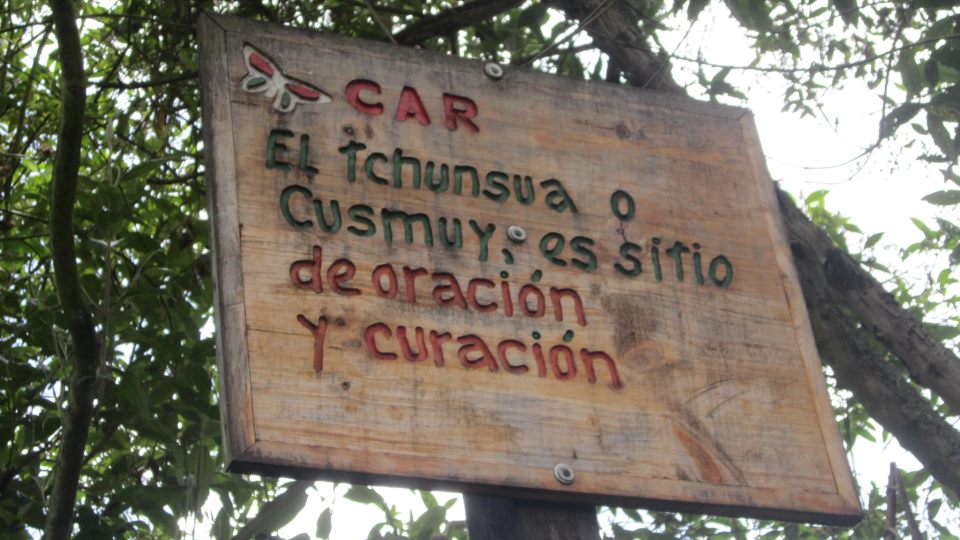 CAR
EL tchunsua o
Cusmuy, es sitio
de oración
y curación